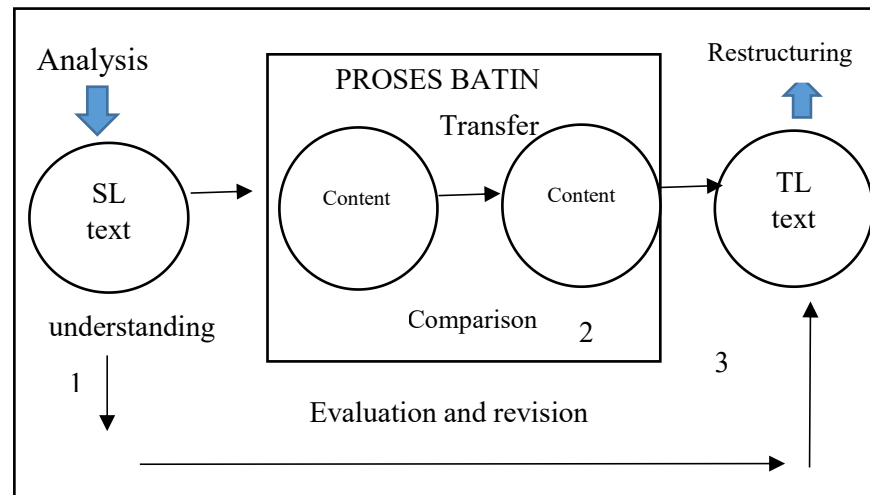 Analysis
Restructuring
PROSES BATIN
Transfer
SL
text
Content
Content
TL
text
Comparison
2
understanding
1
3
Evaluation and revision